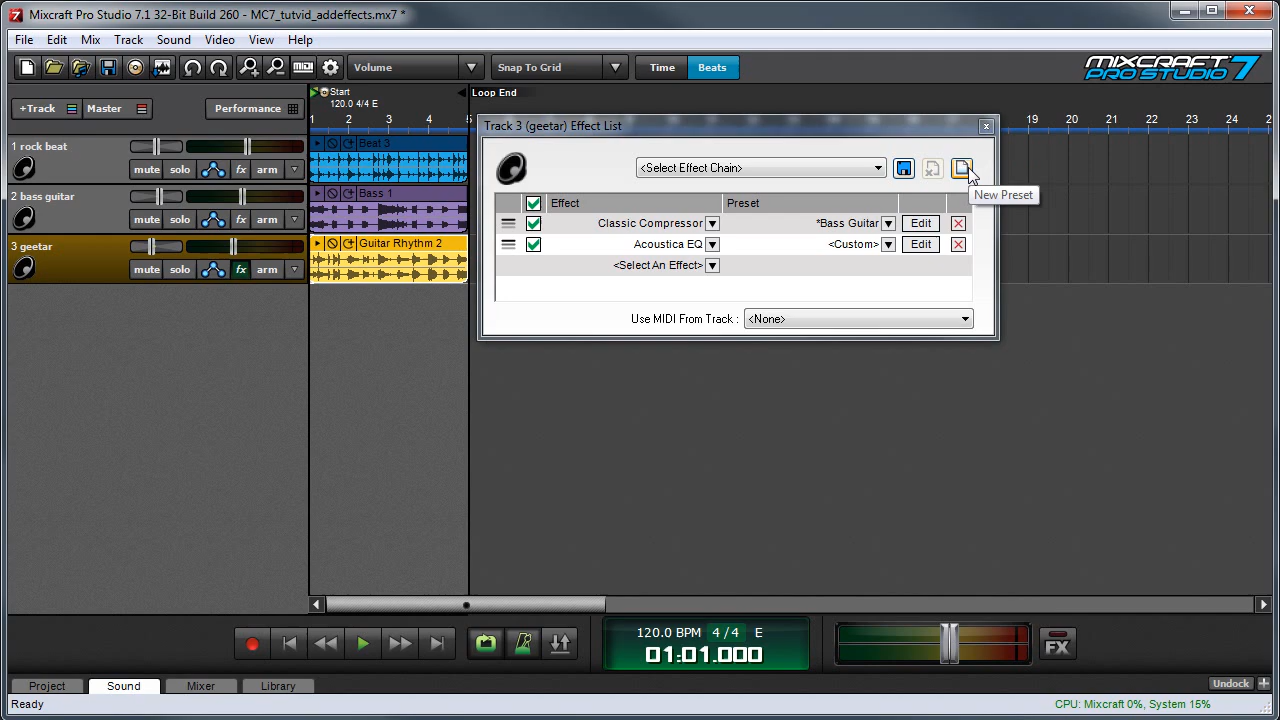 Mixcraft Pro Studio 7.1 32-Bit Build 260 - MC7_tutvid_addeffects.mx7 *
File Edit Mix Track Sound Video View Help
Volume Snap To Grid Time Beats
MIXCRAFT PRO STUDIO 7
+Track Master Performance
Start
120.0 4/4 E
Loop End
1 2 3 4 5 19 20 21 22 23 24 2
1 rock beat
mute solo fx arm
Beat 3
2 bass guitar
mute solo fx arm
Bass 1
3 geetar
mute solo fx arm
Guitar Rhythm 2
Track 3 (geetar) Effect List
<Select Effect Chain>
New Preset
Effect Preset
Classic Compressor *Bass Guitar Edit
Acoustica EQ <Custom> Edit
<Select An Effect>
Use MIDI From Track : <None>
120.0 BPM 4 / 4 E
01:01.000
FX
Project Sound Mixer Library Undock
Ready CPU: Mixcraft 0%, System 15%